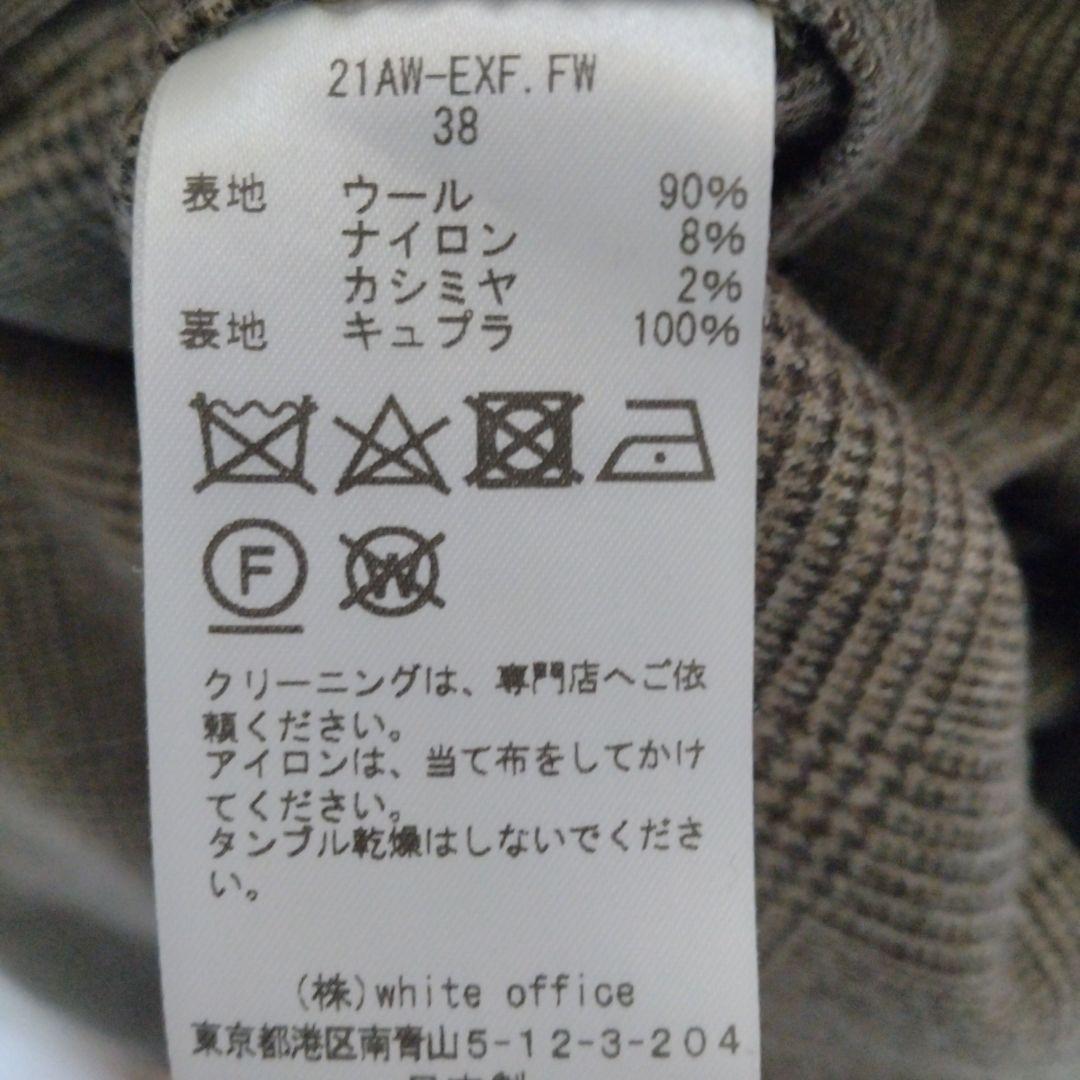 21AW-EXF.FW
38
表地 ウール 90%
ナイロン 8%
カシミヤ 2%
裏地 キュプラ 100%
F W
クリーニングは、専門店へご依
頼ください。
アイロンは、当て布をしてかけ
てください。
タンブル乾燥はしないでくださ
い。
(株)white office
東京都港区南青山5-12-3-204